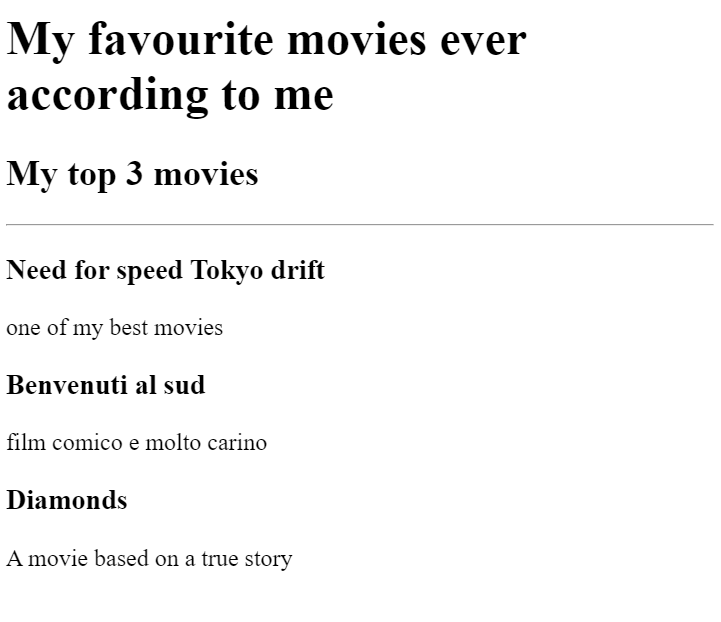 My favourite movies ever
according to me
My top 3 movies
Need for speed Tokyo drift
one of my best movies
Benvenuti al sud
film comico e molto carino
Diamonds
A movie based on a true story